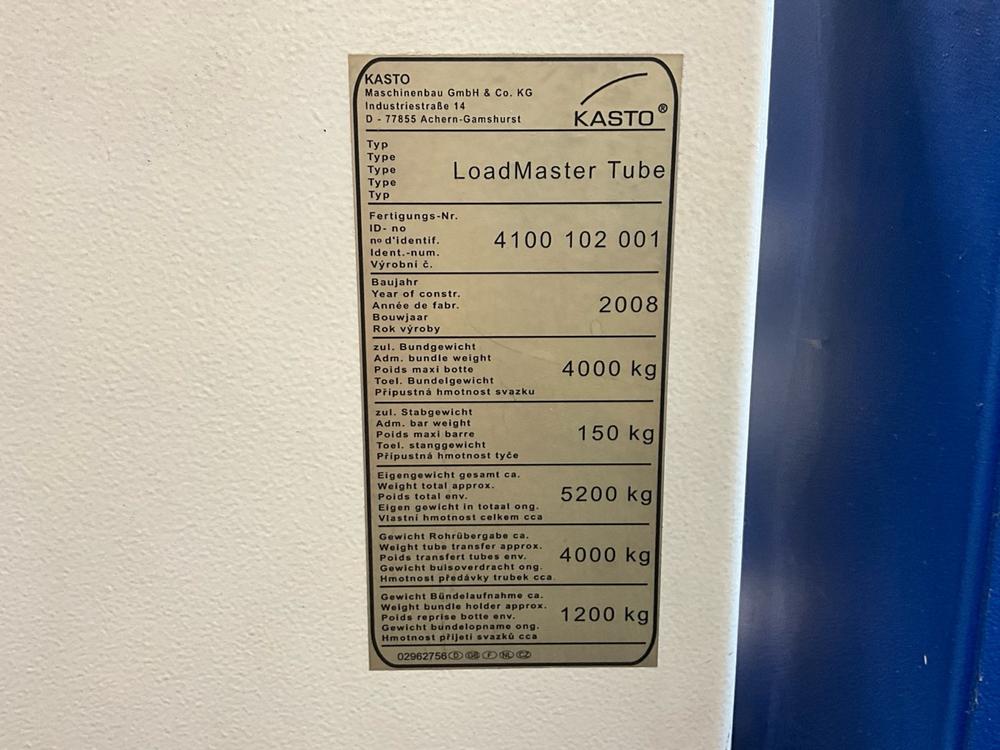 KASTO
Maschinenbau GmbH & Co. KG
Industriestraße 14
D - 77855 Achern-Gamshurst
KASTO®
Typ
Type
Type
Type
Typ
LoadMaster Tube
Fertigungs-Nr.
ID- no
nº d'identif.
Ident.-num.
Výrobní č.
4100 102 001
Baujahr
Year of constr.
Année de fabr.
Bouwjaar
Rok výroby
2008
zul. Bundgewicht
Adm. bundle weight
Poids maxi botte
Toel. Bundelgewicht
Přípustná hmotnost svazku
4000 kg
zul. Stabgewicht
Adm. bar weight
Poids maxi barre
Toel. stanggewicht
Přípustná hmotnost tyče
150 kg
Eigengewicht gesamt ca.
Weight total approx.
Poids total env.
Eigen gewicht in totaal ong.
Vlastní hmotnost celkem cca
5200 kg
Gewicht Rohrübergabe ca.
Weight tube transfer approx.
Poids transfert tubes env.
Gewicht buisoverdracht ong.
Hmotnost předávky trubek cca.
4000 kg
Gewicht Bündelaufnahme ca.
Weight bundle holder approx.
Poids reprise botte env.
Gewicht bundelopname ong.
Hmotnost přijetí svazků cca
1200 kg
02962756 D GB F NL CZ